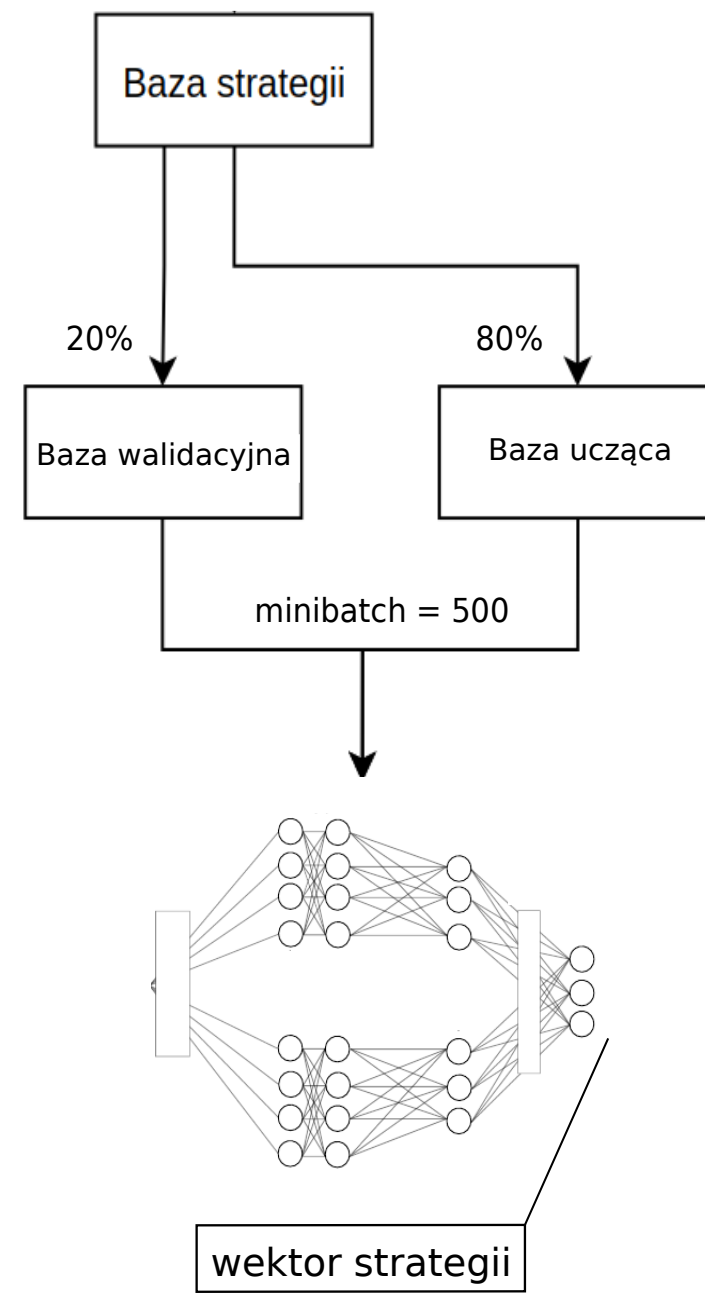 Baza strategii
20%
80%
Baza walidacyjna
Baza ucząca
minibatch = 500
wektor strategii